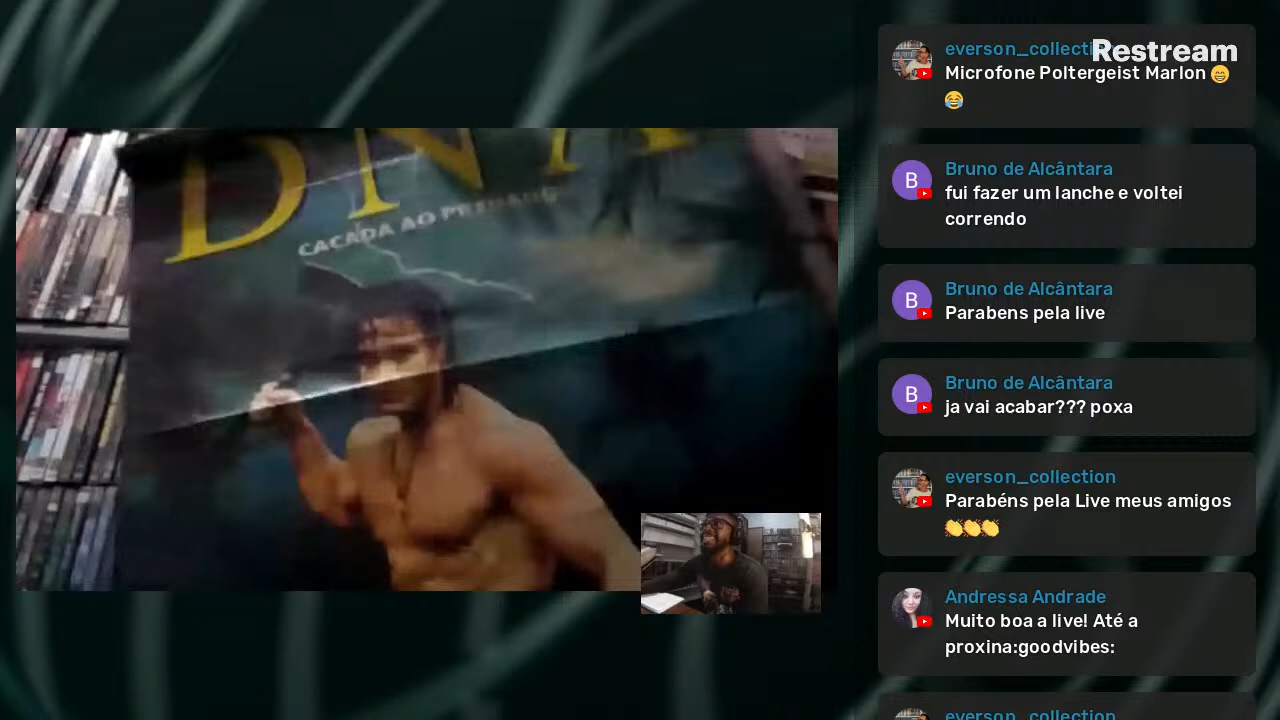 everson_collecti
Restream
Microfone Poltergeist Marlon 😁
😂
B
Bruno de Alcântara
fui fazer um lanche e voltei
correndo
B
Bruno de Alcântara
Parabens pela live
B
Bruno de Alcântara
ja vai acabar??? poxa
everson_collection
Parabéns pela Live meus amigos
👏👏👏
Andressa Andrade
Muito boa a live! Até a
proxina:goodvibes:
everson_collection
DNA
CAÇADA AO PREDADOR